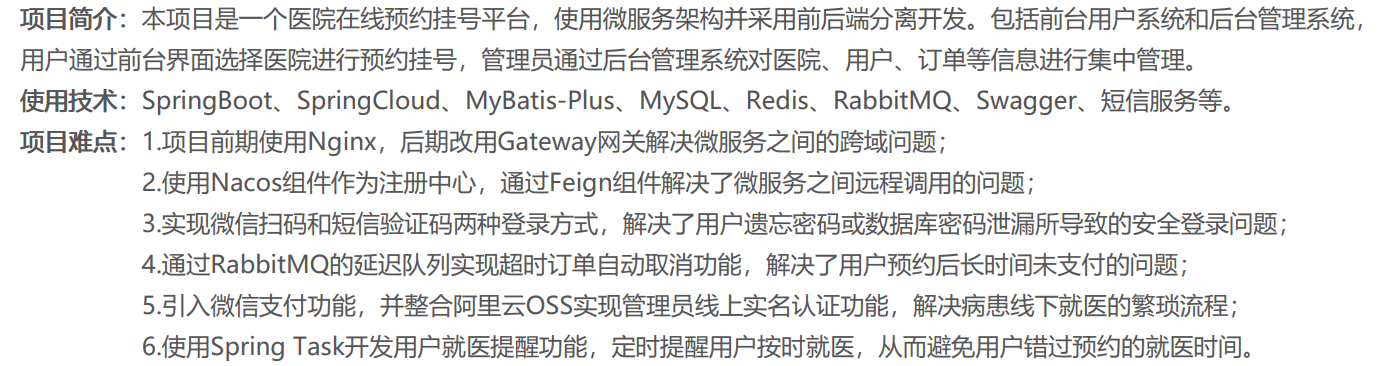 项目简介：本项目是一个医院在线预约挂号平台，使用微服务架构并采用前后端分离开发。包括前台用户系统和后台管理系统，
用户通过前台界面选择医院进行预约挂号，管理员通过后台管理系统对医院、用户、订单等信息进行集中管理。
使用技术：SpringBoot、SpringCloud、MyBatis-Plus、MySQL、Redis、RabbitMQ、Swagger、短信服务等。
项目难点：1.项目前期使用Nginx，后期改用Gateway网关解决微服务之间的跨域问题；
2.使用Nacos组件作为注册中心，通过Feign组件解决了微服务之间远程调用的问题；
3.实现微信扫码和短信验证码两种登录方式，解决了用户遗忘密码或数据库密码泄漏所导致的安全登录问题；
4.通过RabbitMQ的延迟队列实现超时订单自动取消功能，解决了用户预约后长时间未支付的问题；
5.引入微信支付功能，并整合阿里云OSS实现管理员线上实名认证功能，解决病患线下就医的繁琐流程；
6.使用Spring Task开发用户就医提醒功能，定时提醒用户按时就医，从而避免用户错过预约的就医时间。